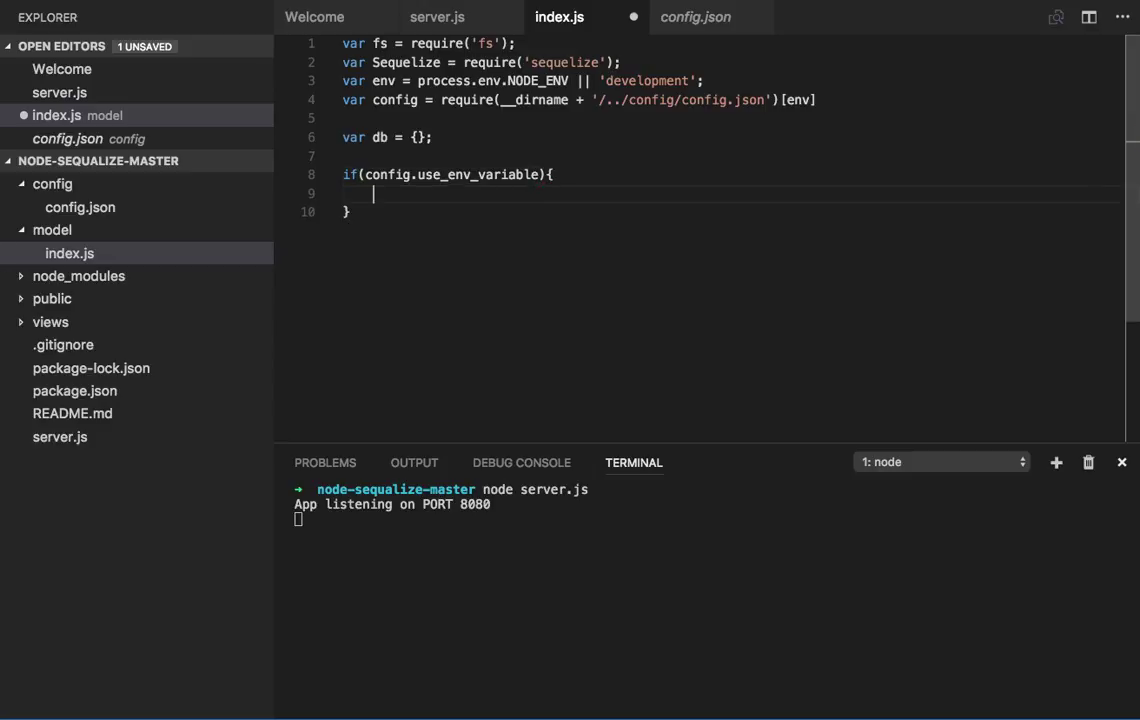 EXPLORER
OPEN EDITORS 1 UNSAVED
Welcome
server.js
index.js model
config.json config
NODE-SEQUALIZE-MASTER
config
config.json
model
index.js
node_modules
public
views
.gitignore
package-lock.json
package.json
README.md
server.js
Welcome server.js index.js config.json
1 var fs = require('fs');
2 var Sequelize = require('sequelize');
3 var env = process.env.NODE_ENV || 'development';
4 var config = require(__dirname + '/../config/config.json')[env]
5
6 var db = {};
7
8 if(config.use_env_variable){
9
10 }
PROBLEMS OUTPUT DEBUG CONSOLE TERMINAL 1: node
➜ node-sequalize-master node server.js
App listening on PORT 8080